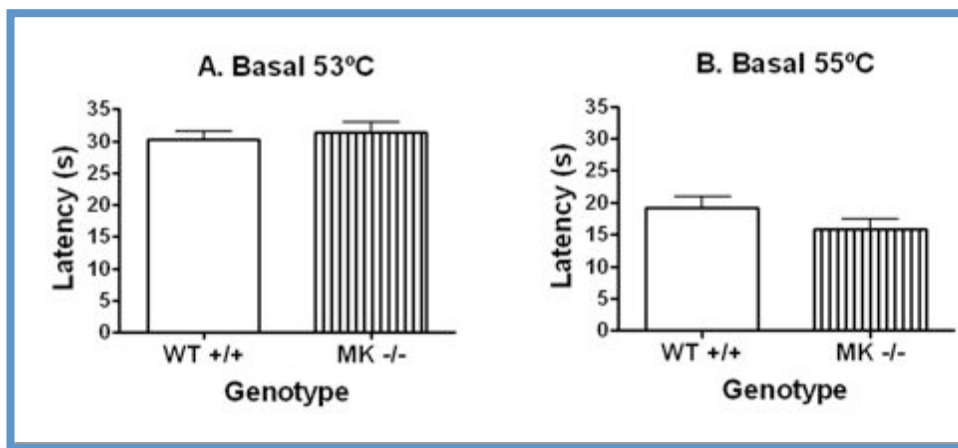 A. Basal 53ºC
35
30
25
20
15
10
5
0
Latency (s)
WT +/+ MK -/-
Genotype
B. Basal 55ºC
35
30
25
20
15
10
5
0
Latency (s)
WT +/+ MK -/-
Genotype